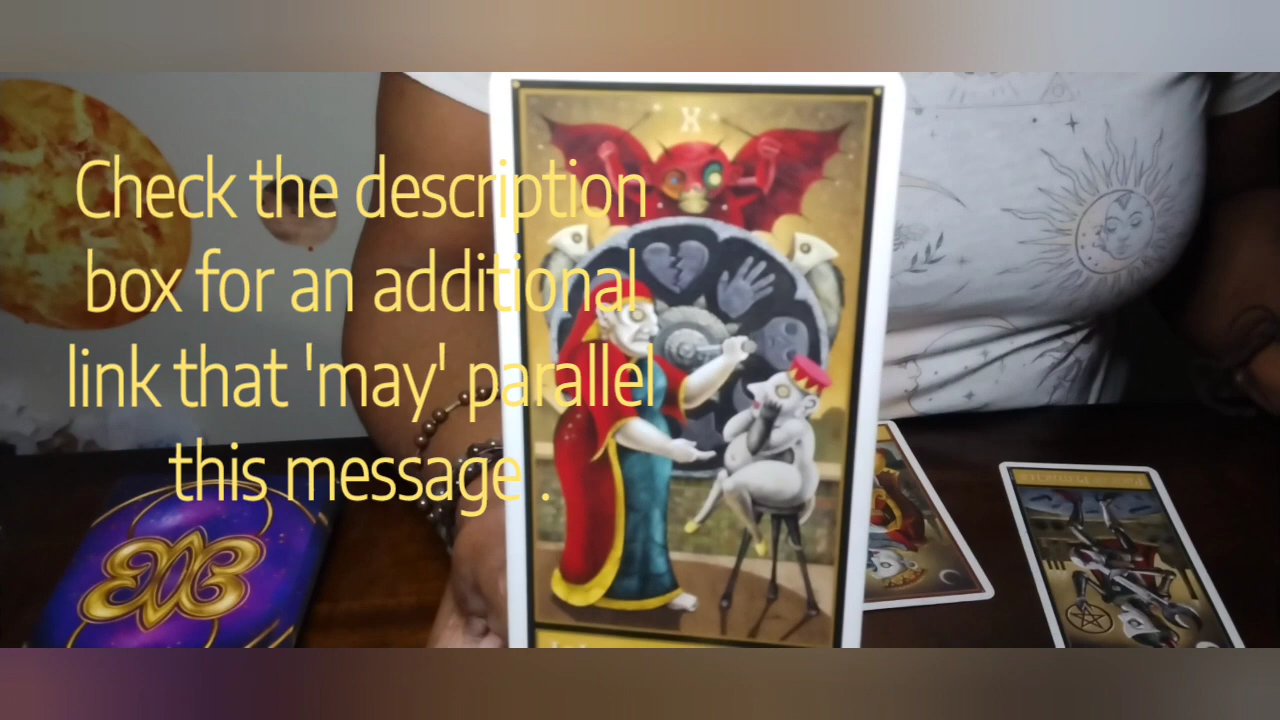 Check the description
box for an additional
link that 'may' parallel
this message .
X